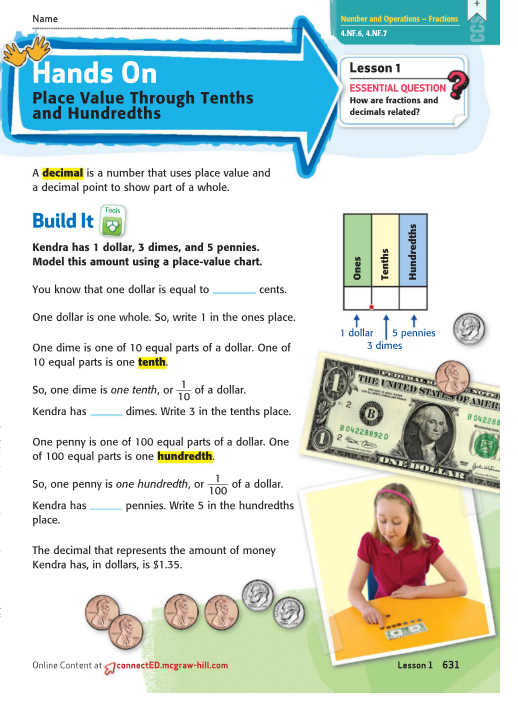 Name
Number and Operations – Fractions
4.NF.6, 4.NF.7
CCSS
Hands On
Place Value Through Tenths
and Hundredths
Lesson 1
ESSENTIAL QUESTION
How are fractions and
decimals related?
?
A decimal is a number that uses place value and
a decimal point to show part of a whole.
Build It
Tools
Kendra has 1 dollar, 3 dimes, and 5 pennies.
Model this amount using a place-value chart.
You know that one dollar is equal to ______ cents.
One dollar is one whole. So, write 1 in the ones place.
One dime is one of 10 equal parts of a dollar. One of
10 equal parts is one tenth.
So, one dime is one tenth, or 1/10 of a dollar.
Kendra has ______ dimes. Write 3 in the tenths place.
One penny is one of 100 equal parts of a dollar. One
of 100 equal parts is one hundredth.
So, one penny is one hundredth, or 1/100 of a dollar.
Kendra has ______ pennies. Write 5 in the hundredths
place.
The decimal that represents the amount of money
Kendra has, in dollars, is $1.35.
Ones
Tenths
Hundredths
1 dollar
5 pennies
3 dimes
THE UNITED STATES OF AMERICA
1
2
B
B 04228892 D
ONE DOLLAR
Online Content at connectED.mcgraw-hill.com
Lesson 1 631